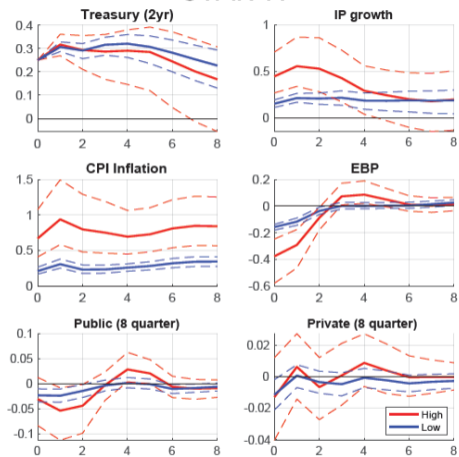 Treasury (2yr)
IP growth
0.4
0.3
0.2
0.1
0
0 2 4 6 8
1
0.5
0
0 2 4 6 8
CPI Inflation
EBP
1.5
1
0.5
0
0 2 4 6 8
0.2
0
-0.2
-0.4
-0.6
0 2 4 6 8
Public (8 quarter)
Private (8 quarter)
0.1
0.05
0
-0.05
-0.1
0 2 4 6 8
0.02
0
-0.02
-0.04
0 2 4 6 8
High
Low